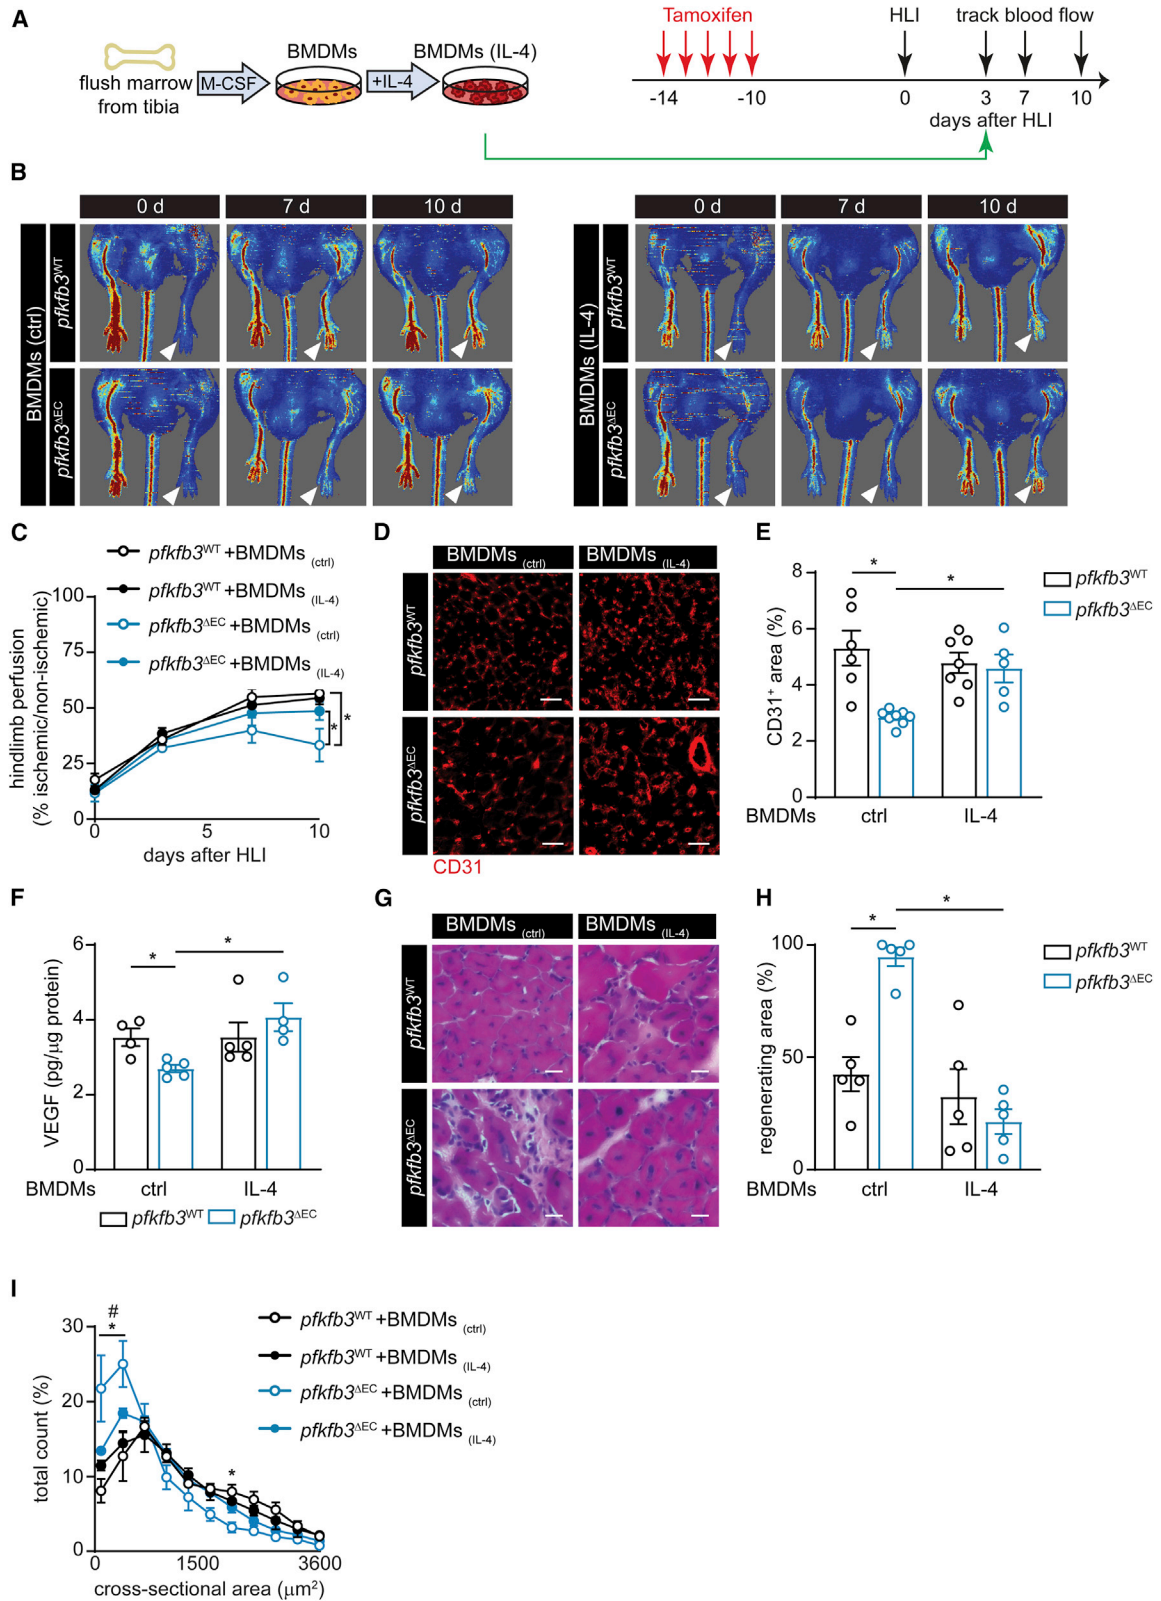 A
flush marrow
from tibia
M-CSF
BMDMs
+IL-4
BMDMs (IL-4)
Tamoxifen
HLI
track blood flow
-14
-10
0
3
7
10
days after HLI
B
0 d
7 d
10 d
0 d
7 d
10 d
BMDMs (ctrl)
pfkfb3WT
pfkfb3ΔEC
BMDMs (IL-4)
pfkfb3WT
pfkfb3ΔEC
C
pfkfb3WT +BMDMs (ctrl)
pfkfb3WT +BMDMs (IL-4)
pfkfb3ΔEC +BMDMs (ctrl)
pfkfb3ΔEC +BMDMs (IL-4)
hindlimb perfusion
(% ischemic/non-ischemic)
100
75
50
25
0
*
*
0
5
10
days after HLI
D
BMDMs (ctrl)
BMDMs (IL-4)
pfkfb3WT
pfkfb3ΔEC
CD31
E
CD31+ area (%)
8
6
4
2
0
*
*
pfkfb3WT
pfkfb3ΔEC
BMDMs
ctrl
IL-4
F
VEGF (pg/μg protein)
6
4
2
0
*
*
BMDMs
ctrl
IL-4
pfkfb3WT
pfkfb3ΔEC
G
BMDMs (ctrl)
BMDMs (IL-4)
pfkfb3WT
pfkfb3ΔEC
H
regenerating area (%)
100
50
0
*
*
pfkfb3WT
pfkfb3ΔEC
BMDMs
ctrl
IL-4
I
total count (%)
30
20
10
0
#
*
*
pfkfb3WT +BMDMs (ctrl)
pfkfb3WT +BMDMs (IL-4)
pfkfb3ΔEC +BMDMs (ctrl)
pfkfb3ΔEC +BMDMs (IL-4)
0
1500
3600
cross-sectional area (μm2)